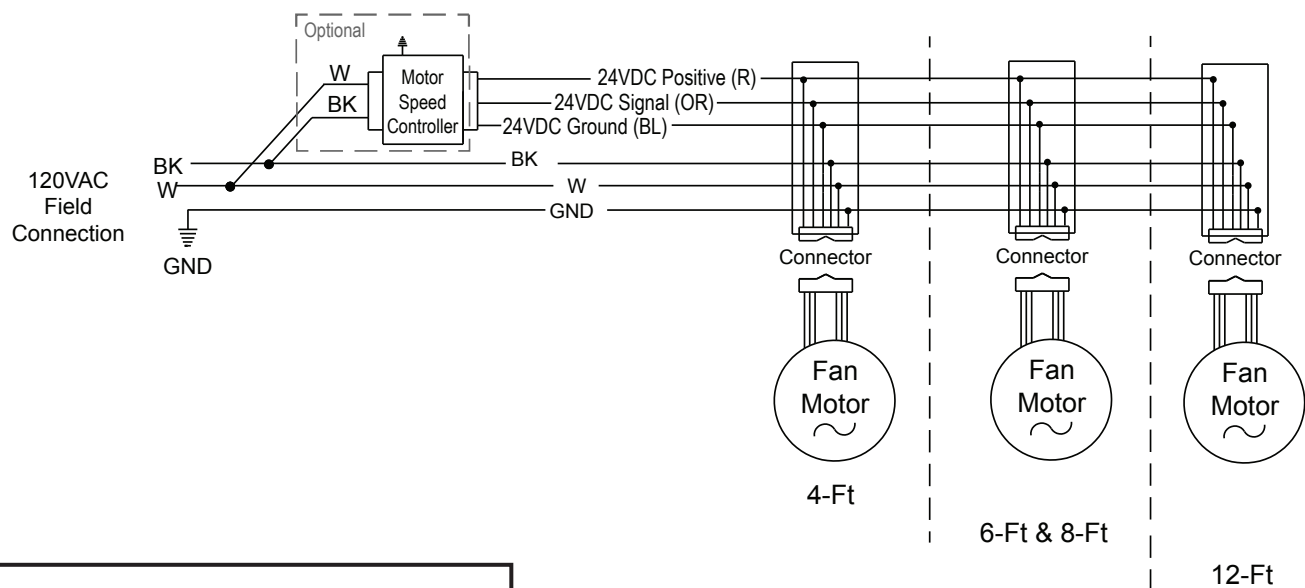 Optional
W
BK
Motor
Speed
Controller
24VDC Positive (R)
24VDC Signal (OR)
24VDC Ground (BL)
120VAC
Field
Connection
BK
W
GND
BK
W
GND
Connector
Connector
Connector
Fan
Motor
Fan
Motor
Fan
Motor
4-Ft
6-Ft & 8-Ft
12-Ft